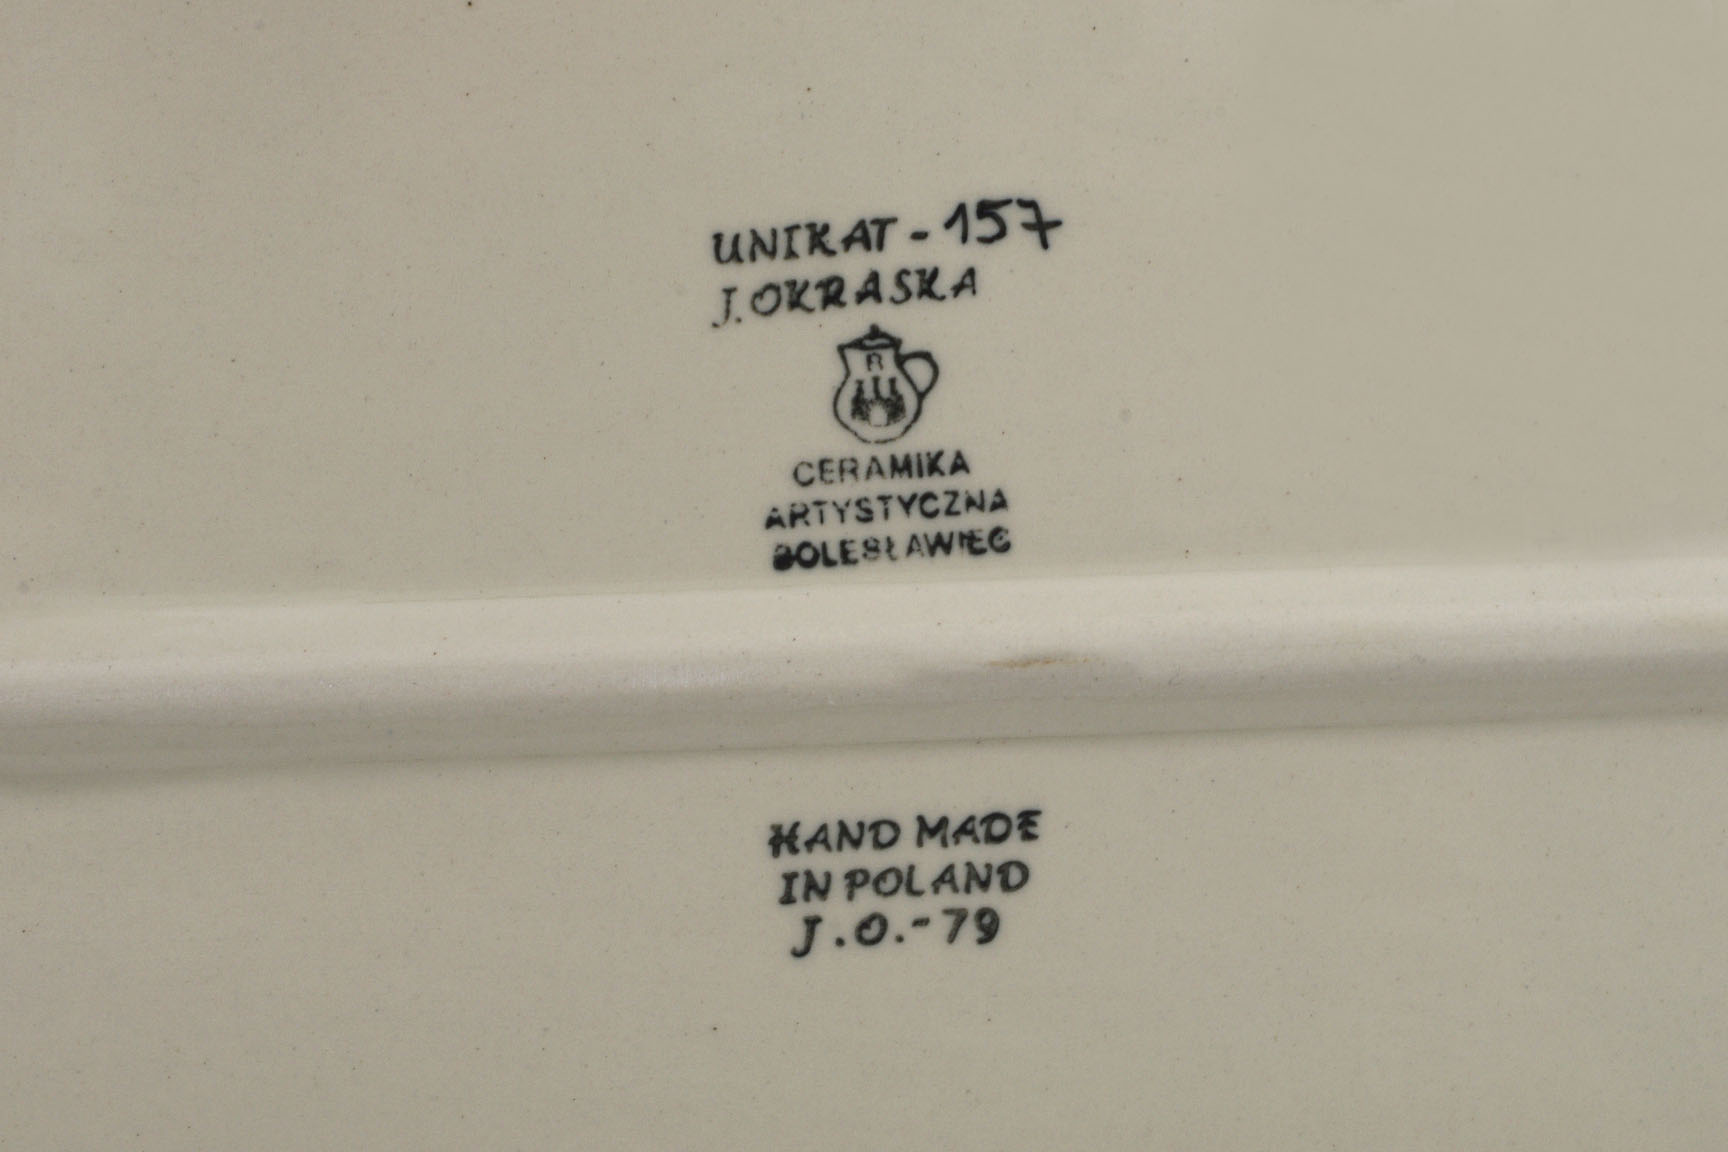 UNIKAT - 157
J. OKRASKA
R
CERAMIKA
ARTYSTYCZNA
BOLESŁAWIEC
HAND MADE
IN POLAND
J.O.-79